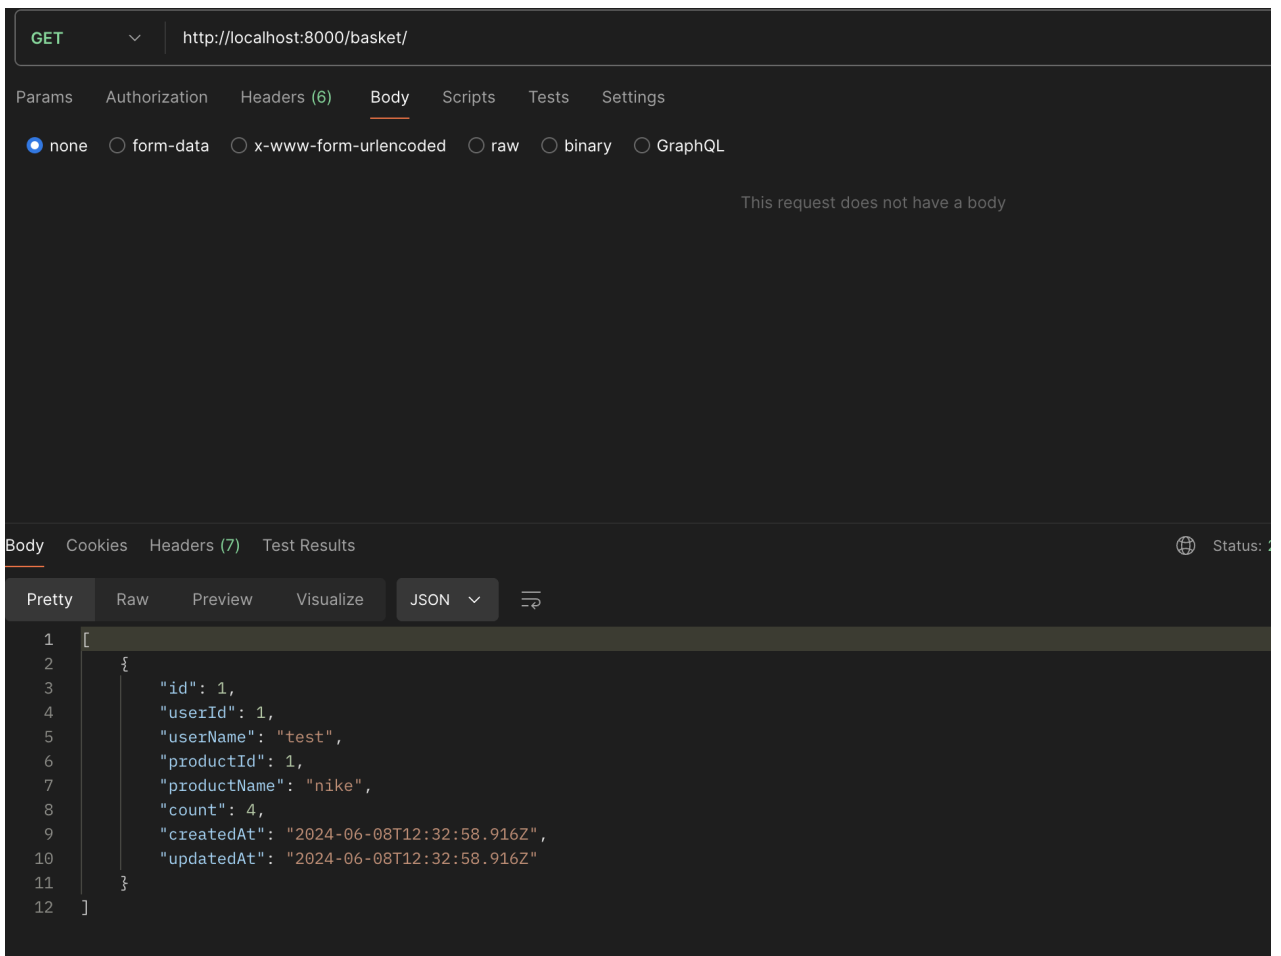 GET http://localhost:8000/basket/
Params Authorization Headers (6) Body Scripts Tests Settings
none form-data x-www-form-urlencoded raw binary GraphQL
This request does not have a body
Body Cookies Headers (7) Test Results Status:
Pretty Raw Preview Visualize JSON
1 [
2 {
3 "id": 1,
4 "userId": 1,
5 "userName": "test",
6 "productId": 1,
7 "productName": "nike",
8 "count": 4,
9 "createdAt": "2024-06-08T12:32:58.916Z",
10 "updatedAt": "2024-06-08T12:32:58.916Z"
11 }
12 ]